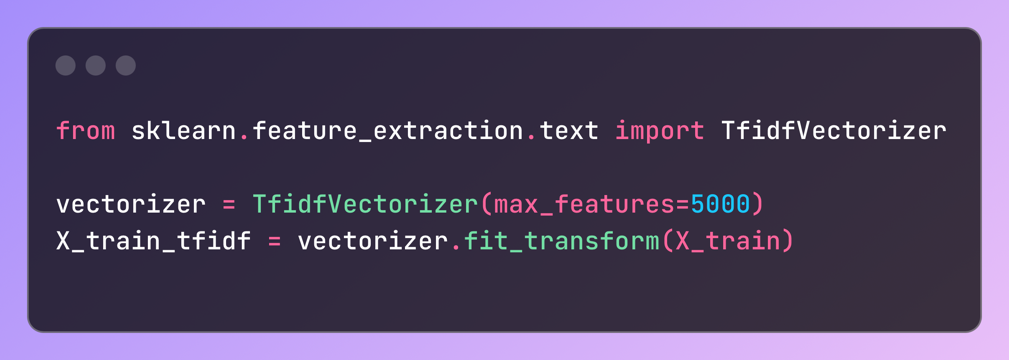 from sklearn.feature_extraction.text import TfidfVectorizer
vectorizer = TfidfVectorizer(max_features=5000)
X_train_tfidf = vectorizer.fit_transform(X_train)